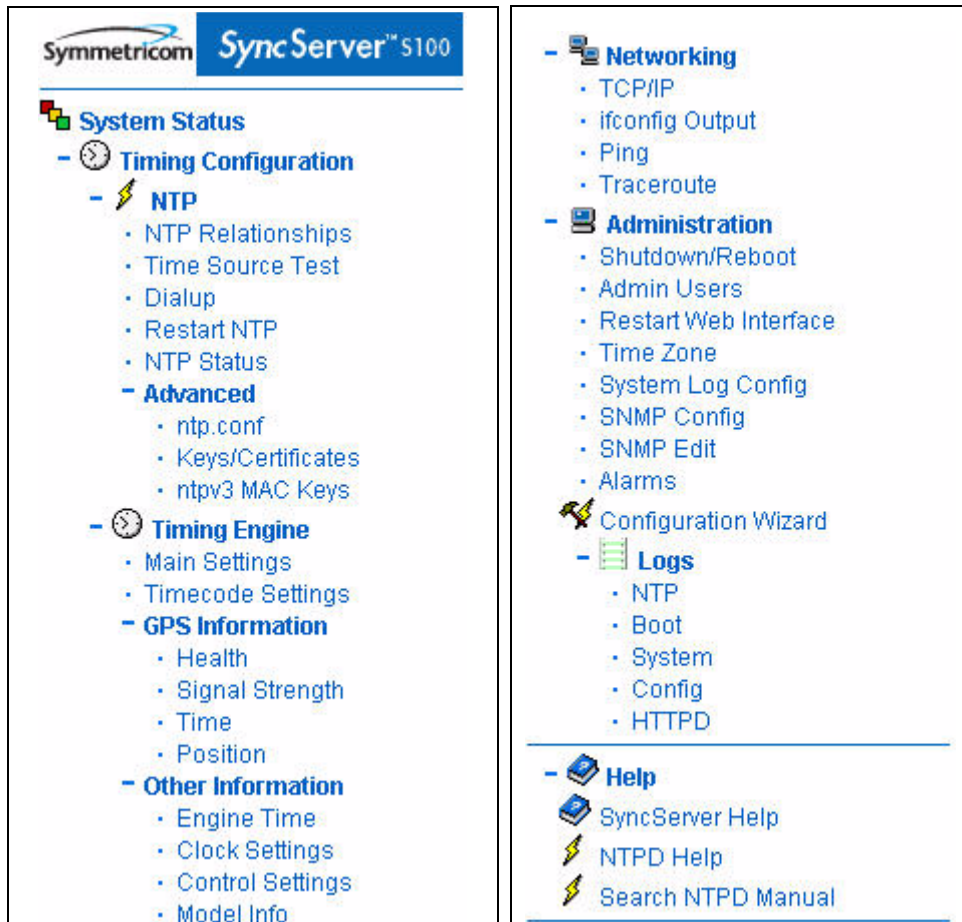 Symmetricom SyncServer™ S100
System Status
- Timing Configuration
- NTP
· NTP Relationships
· Time Source Test
· Dialup
· Restart NTP
· NTP Status
- Advanced
· ntp.conf
· Keys/Certificates
· ntpv3 MAC Keys
- Timing Engine
· Main Settings
· Timecode Settings
- GPS Information
· Health
· Signal Strength
· Time
· Position
- Other Information
· Engine Time
· Clock Settings
· Control Settings
· Model Info
- Networking
· TCP/IP
· ifconfig Output
· Ping
· Traceroute
- Administration
· Shutdown/Reboot
· Admin Users
· Restart Web Interface
· Time Zone
· System Log Config
· SNMP Config
· SNMP Edit
· Alarms
Configuration Wizard
- Logs
· NTP
· Boot
· System
· Config
· HTTPD
- Help
SyncServer Help
NTPD Help
Search NTPD Manual